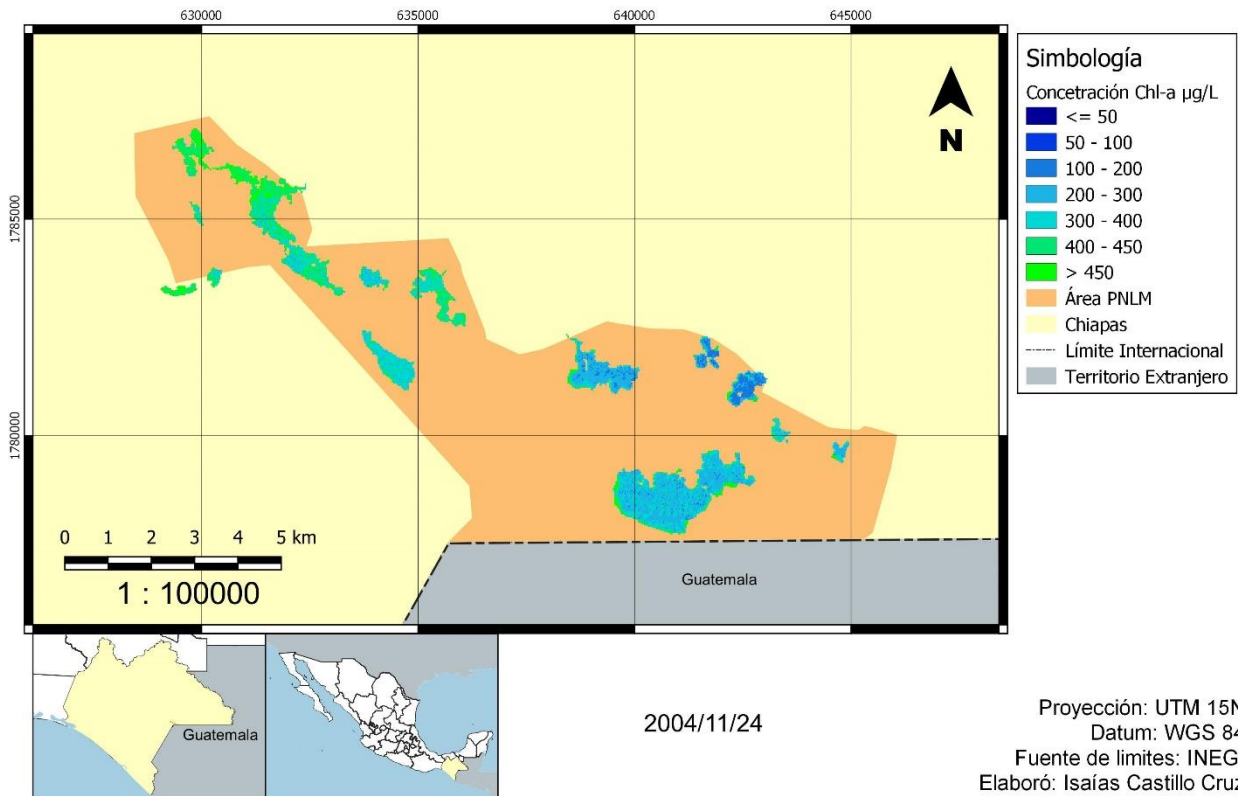 630000 635000 640000 645000
1785000
1780000
N
0 1 2 3 4 5 km
1 : 100000
Guatemala
Simbología
Concetración Chl-a µg/L
<= 50
50 - 100
100 - 200
200 - 300
300 - 400
400 - 450
> 450
Área PNLM
Chiapas
Límite Internacional
Territorio Extranjero
Guatemala
2004/11/24
Proyección: UTM 15N
Datum: WGS 84
Fuente de limites: INEG
Elaboró: Isaías Castillo Cruz